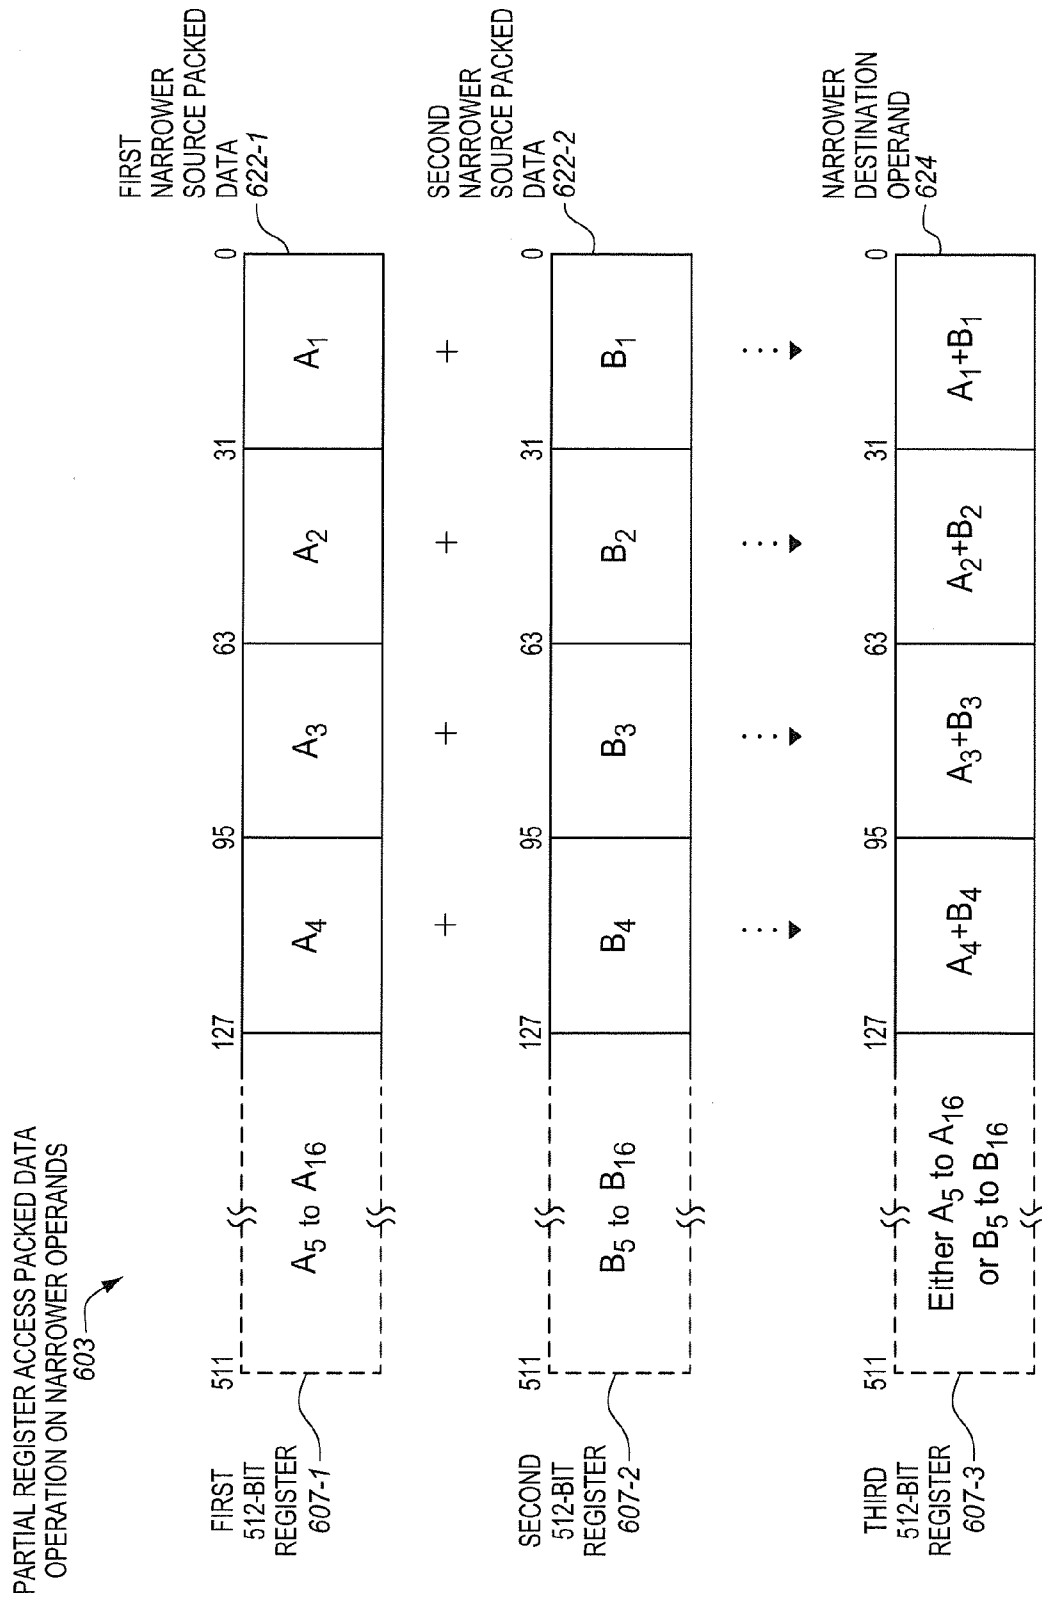 PARTIAL REGISTER ACCESS PACKED DATA
OPERATION ON NARROWER OPERANDS
603
FIRST
512-BIT
REGISTER
607-1
511
127
95
63
31
0
A5 to A16
A4
A3
A2
A1
FIRST
NARROWER
SOURCE PACKED
DATA
622-1
+ + + +
SECOND
512-BIT
REGISTER
607-2
511
127
95
63
31
0
B5 to B16
B4
B3
B2
B1
SECOND
NARROWER
SOURCE PACKED
DATA
622-2
THIRD
512-BIT
REGISTER
607-3
511
127
95
63
31
0
Either A5 to A16
or B5 to B16
A4+B4
A3+B3
A2+B2
A1+B1
NARROWER
DESTINATION
OPERAND
624